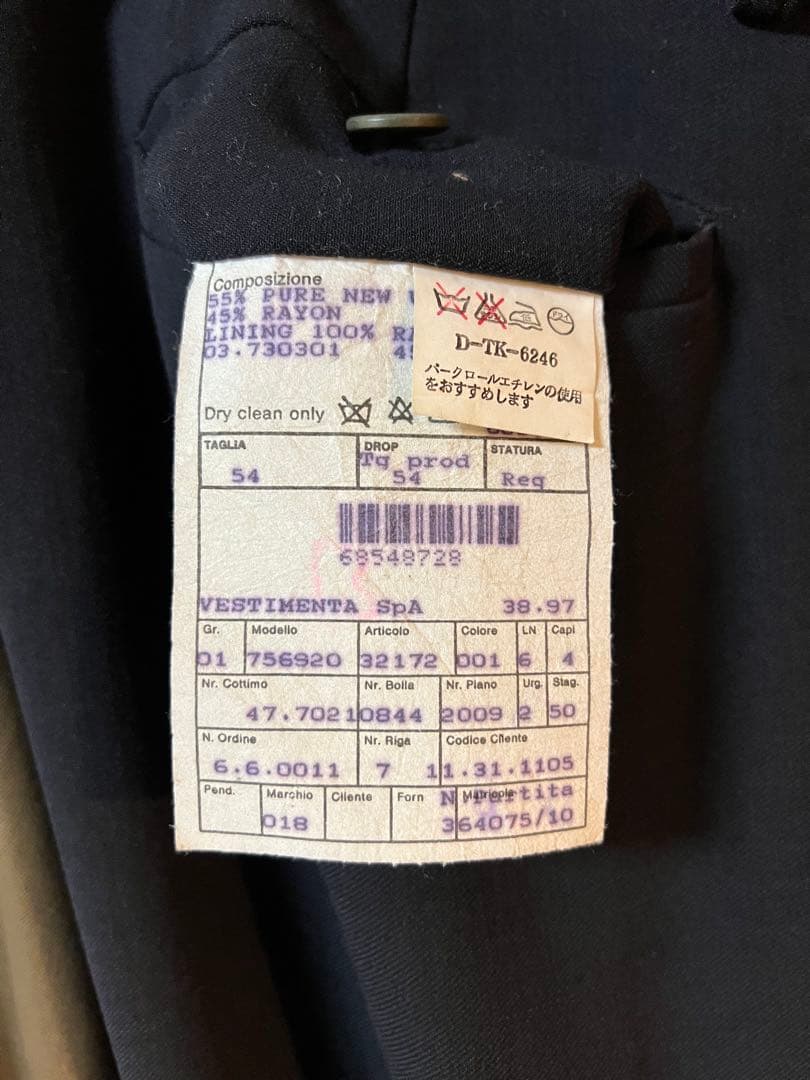 Composizione
55% PURE NEW
45% RAYON
LINING 100%
03.730301
Dry clean only
D-TK-6246
パークロールエチレンの使用
をおすすめします
TAGLIA DROP STATURA
54 Tg prod 54 Reg
68548728
VESTIMENTA SpA 38.97
Gr. Modello Articolo Colore LN Capi
01 756920 32172 001 6 4
Nr. Cottimo Nr. Bolla Nr. Piano Urg. Stag.
47.702 10844 2009 2 50
N. Ordine Nr. Riga Codice Cliente
6.6.0011 7 11.31.1105
Pend. Marchio Cliente Forn Matricola N Partita
018 364075/10